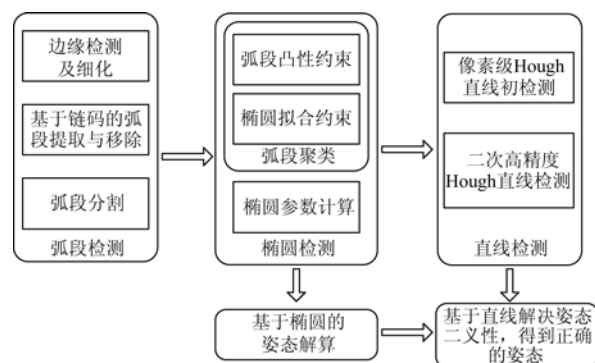 边缘检测
及细化
基于链码的弧
段提取与移除
弧段分割
弧段检测
弧段凸性约束
椭圆拟合约束
弧段聚类
椭圆参数计算
椭圆检测
像素级Hough
直线初检测
二次高精度
Hough直线检测
直线检测
基于椭圆的
姿态解算
基于直线解决姿态
二义性，得到正确
的姿态